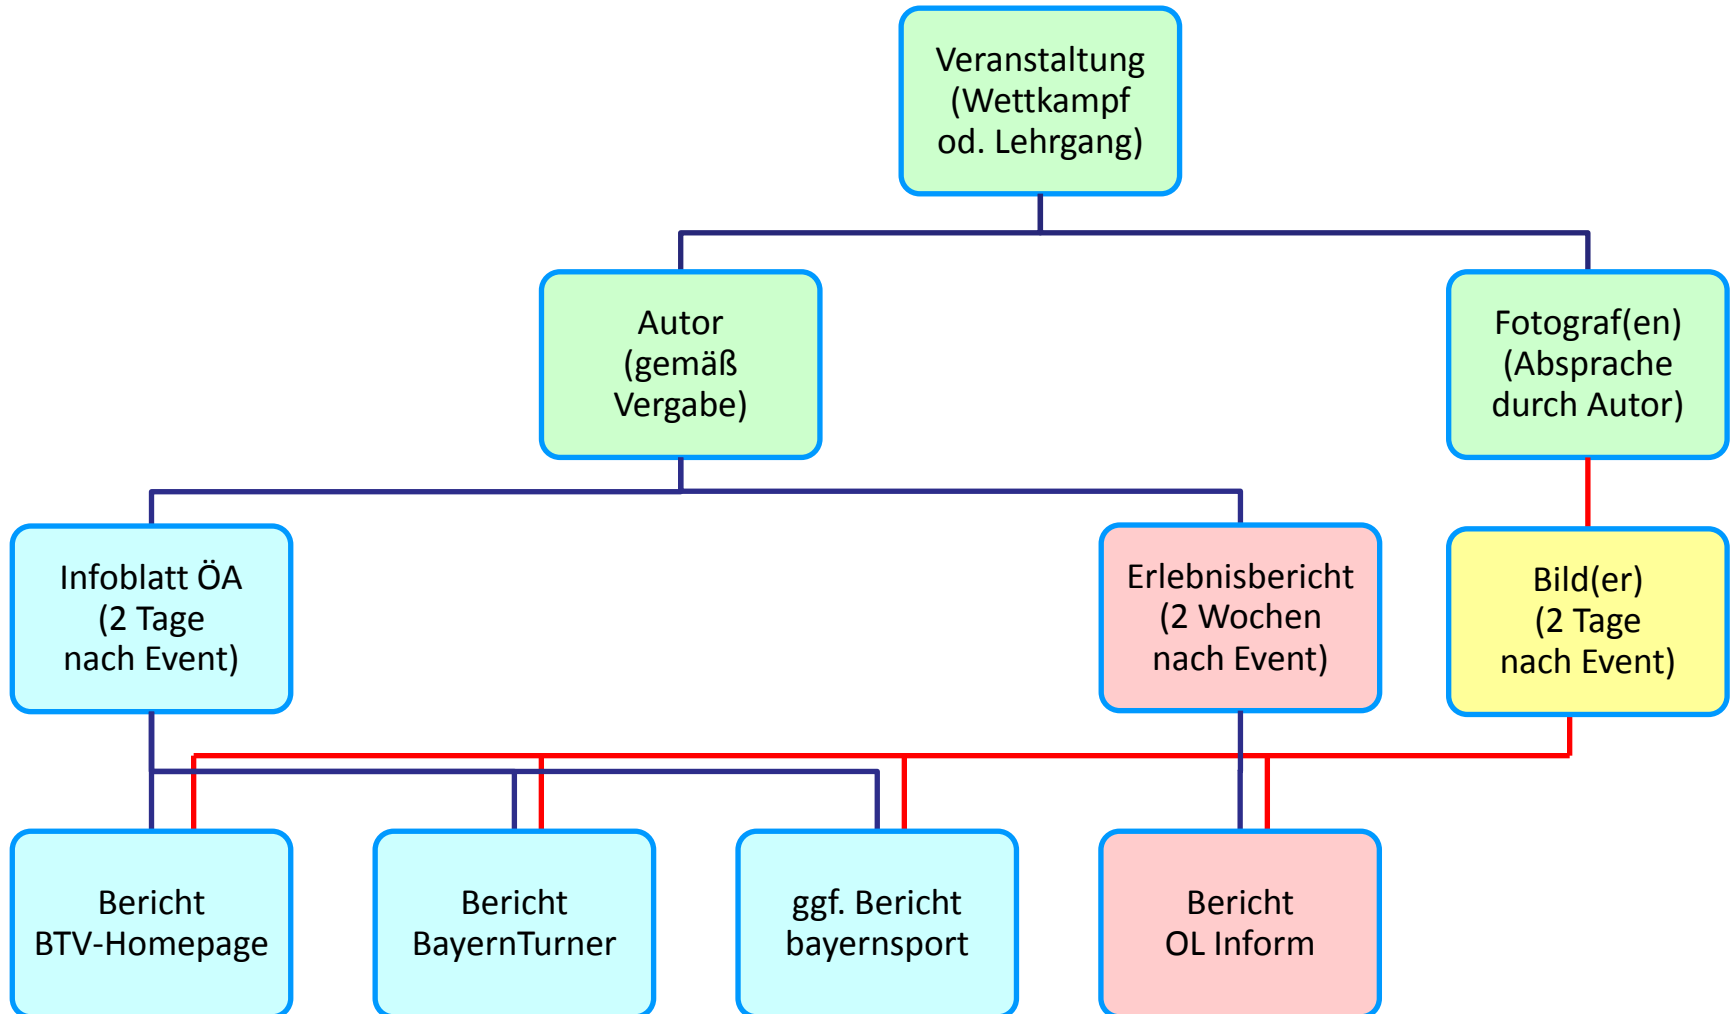 Veranstaltung
(Wettkampf
od. Lehrgang)
Autor
(gemäß
Vergabe)
Fotograf(en)
(Absprache
durch Autor)
Infoblatt ÖA
(2 Tage
nach Event)
Erlebnisbericht
(2 Wochen
nach Event)
Bild(er)
(2 Tage
nach Event)
Bericht
BTV-Homepage
Bericht
BayernTurner
ggf. Bericht
bayernsport
Bericht
OL Inform